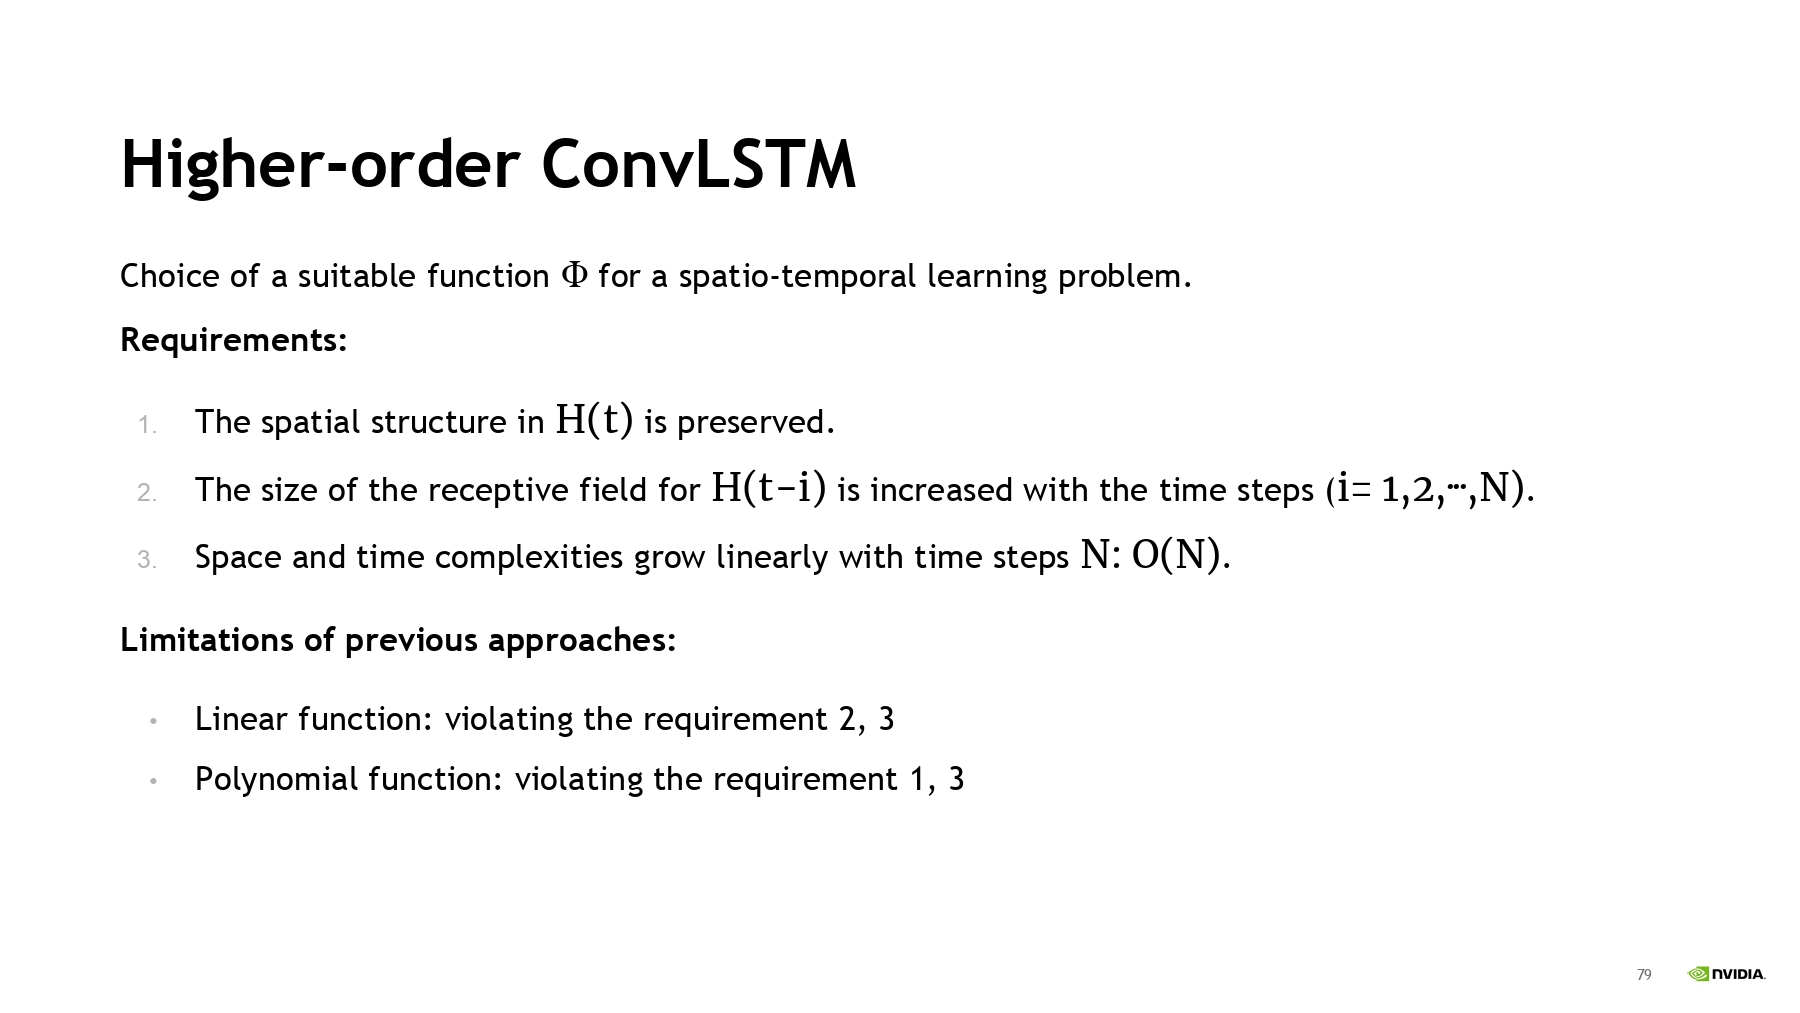 Higher-order ConvLSTM
Choice of a suitable function Φ for a spatio-temporal learning problem.
Requirements:
1. The spatial structure in H(t) is preserved.
2. The size of the receptive field for H(t−i) is increased with the time steps (i= 1,2,⋯,N).
3. Space and time complexities grow linearly with time steps N: O(N).
Limitations of previous approaches:
• Linear function: violating the requirement 2, 3
• Polynomial function: violating the requirement 1, 3
79 NVIDIA.